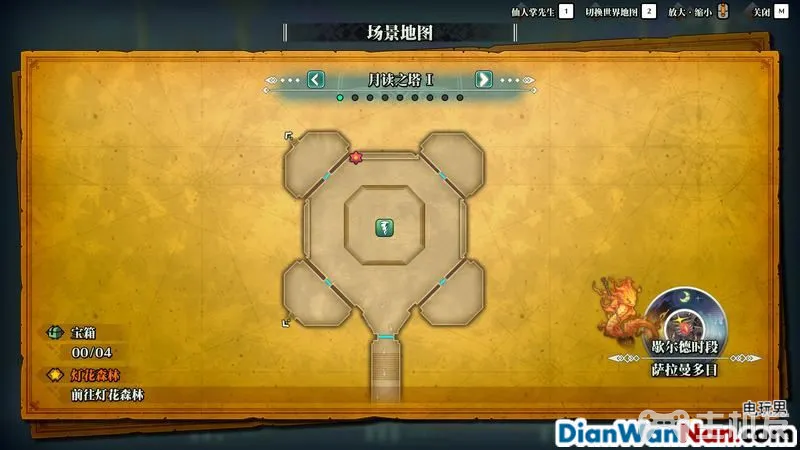 仙人掌先生 1 切换世界地图 2 放大·缩小 关闭 M
场景地图
月读之塔 I
宝箱
00/04
灯花森林
前往灯花森林
歇尔德时段
萨拉曼多日
电玩男
DianWanNan.com